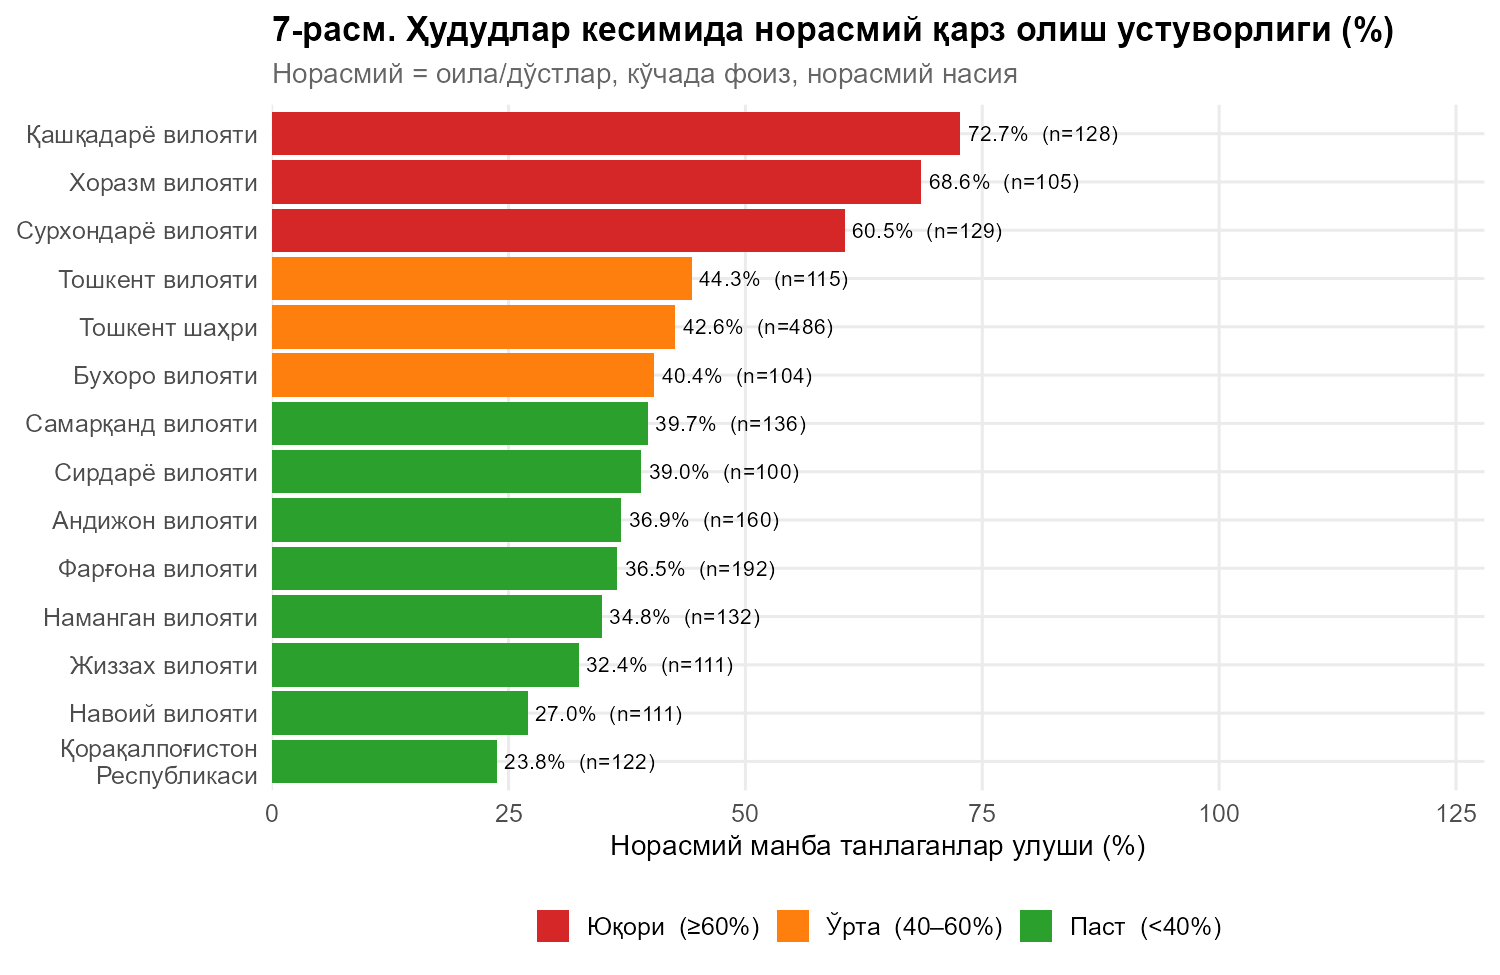 7-расм. Ҳудудлар кесимида норасмий қарз олиш устуворлиги (%)
Норасмий = оила/дўстлар, кўчада фоиз, норасмий насия
Қашқадарё вилояти 72.7% (n=128)
Хоразм вилояти 68.6% (n=105)
Сурхондарё вилояти 60.5% (n=129)
Тошкент вилояти 44.3% (n=115)
Тошкент шаҳри 42.6% (n=486)
Бухоро вилояти 40.4% (n=104)
Самарқанд вилояти 39.7% (n=136)
Сирдарё вилояти 39.0% (n=100)
Андижон вилояти 36.9% (n=160)
Фарғона вилояти 36.5% (n=192)
Наманган вилояти 34.8% (n=132)
Жиззах вилояти 32.4% (n=111)
Навоий вилояти 27.0% (n=111)
Қорақалпоғистон
Республикаси 23.8% (n=122)
0 25 50 75 100 125
Норасмий манба танлаганлар улуши (%)
Юқори (≥60%) Ўрта (40–60%) Паст (<40%)